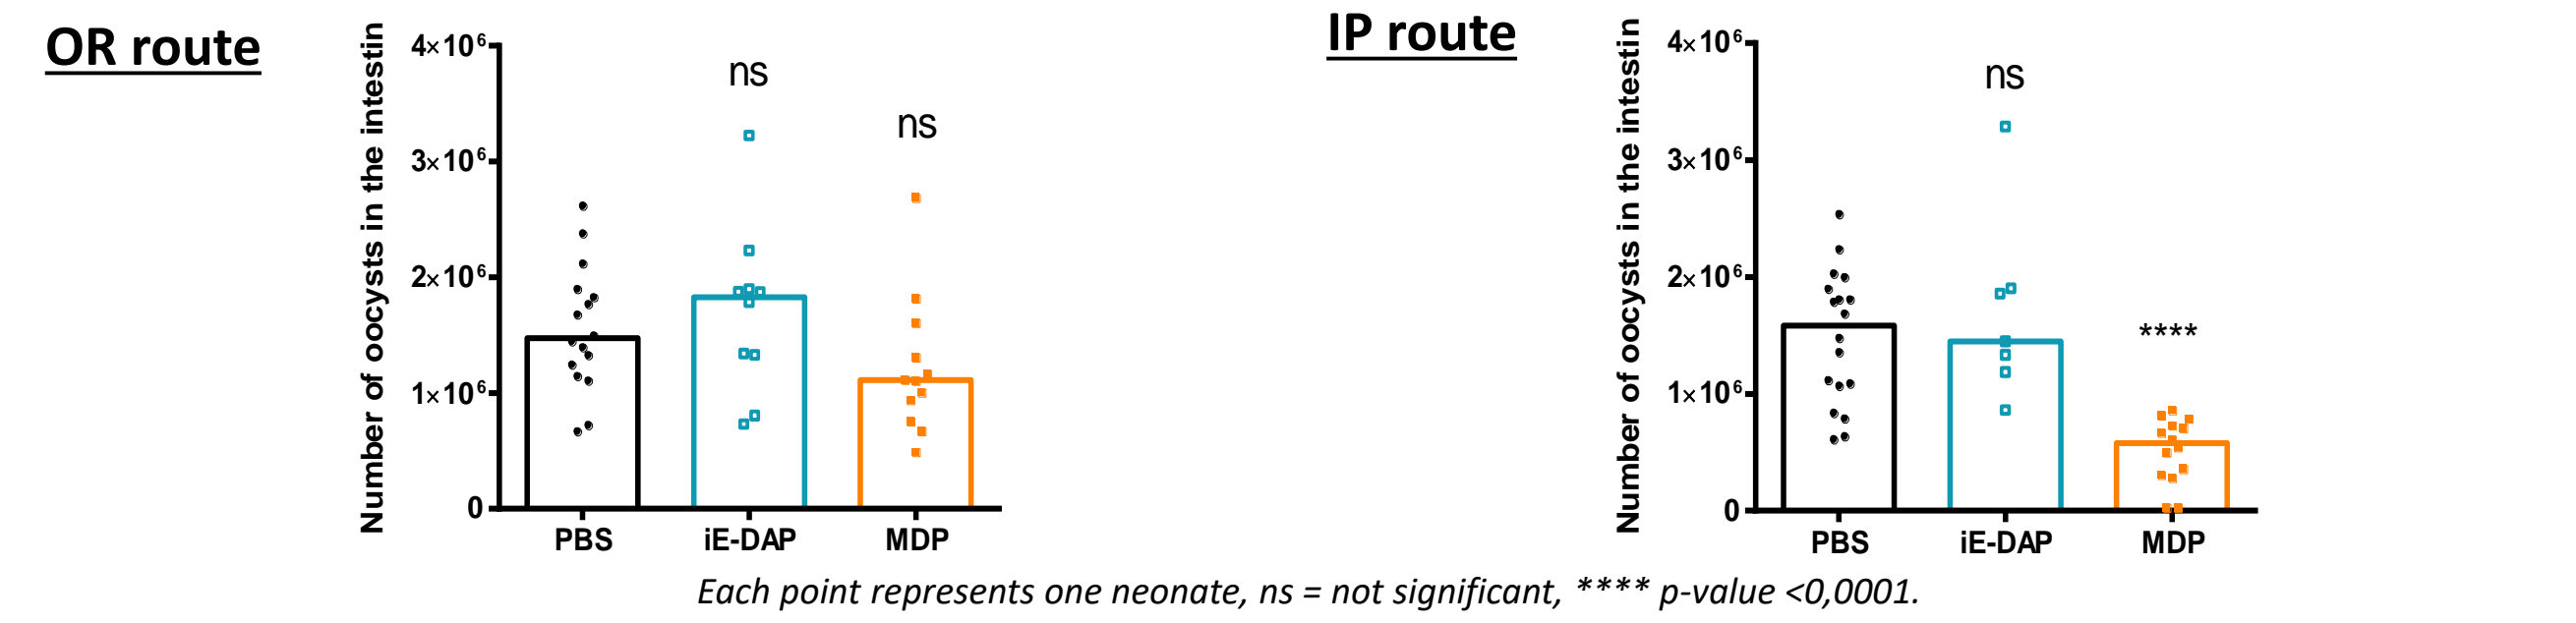 OR route
Number of oocysts in the intestin
4×10⁶
3×10⁶
2×10⁶
1×10⁶
0
ns
ns
PBS iE-DAP MDP
IP route
Number of oocysts in the intestin
4×10⁶
3×10⁶
2×10⁶
1×10⁶
0
ns
****
PBS iE-DAP MDP
Each point represents one neonate, ns = not significant, **** p-value <0,0001.